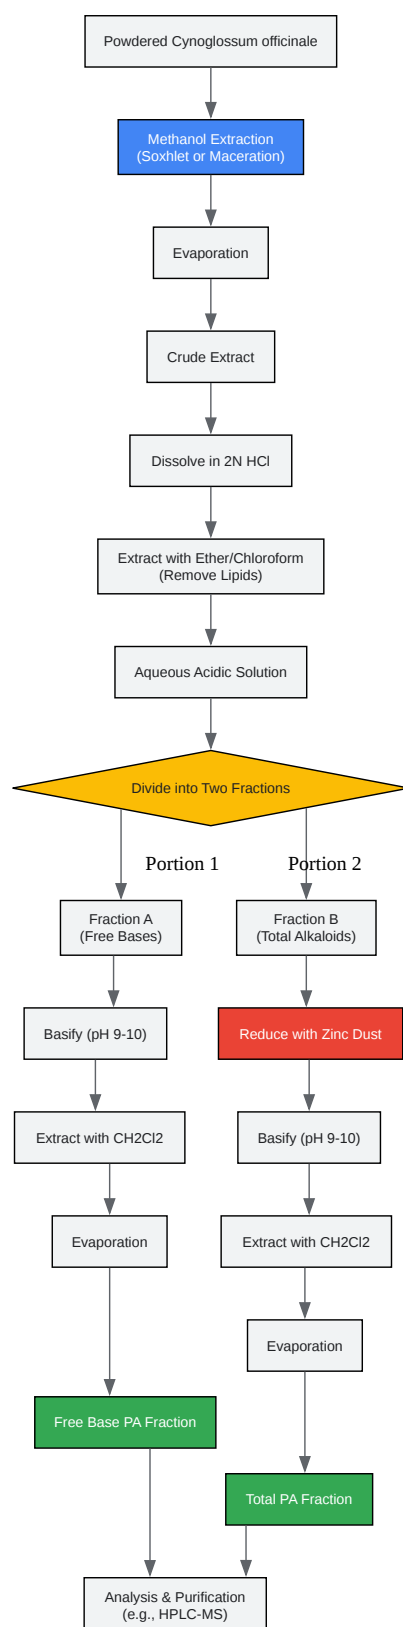 Powdered Cynoglossum officinale
Methanol Extraction
(Soxhlet or Maceration)
Evaporation
Crude Extract
Dissolve in 2N HCl
Extract with Ether/Chloroform
(Remove Lipids)
Aqueous Acidic Solution
Divide into Two Fractions
Portion 1
Portion 2
Fraction A
(Free Bases)
Fraction B
(Total Alkaloids)
Basify (pH 9-10)
Reduce with Zinc Dust
Extract with CH2Cl2
Basify (pH 9-10)
Evaporation
Extract with CH2Cl2
Evaporation
Free Base PA Fraction
Total PA Fraction
Analysis & Purification
(e.g., HPLC-MS)